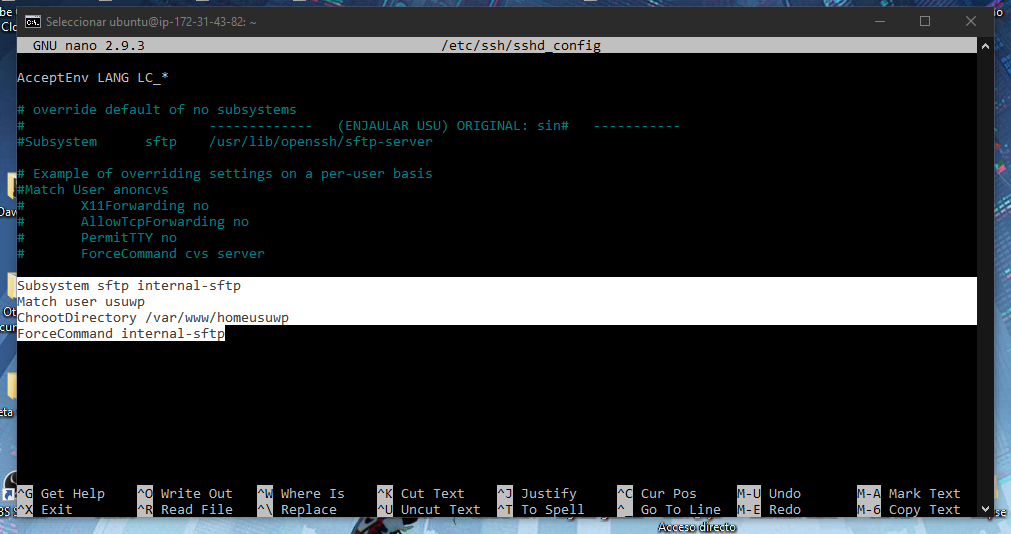 be
Clo
Seleccionar ubuntu@ip-172-31-43-82: ~
GNU nano 2.9.3 /etc/ssh/sshd_config
AcceptEnv LANG LC_*
# override default of no subsystems
# ------------- (ENJAULAR USU) ORIGINAL: sin# -----------
#Subsystem sftp /usr/lib/openssh/sftp-server
# Example of overriding settings on a per-user basis
#Match User anoncvs
# X11Forwarding no
# AllowTcpForwarding no
# PermitTTY no
# ForceCommand cvs server
Subsystem sftp internal-sftp
Match user usuwp
ChrootDirectory /var/www/homeusuwp
ForceCommand internal-sftp
^G Get Help ^O Write Out ^W Where Is ^K Cut Text ^J Justify ^C Cur Pos M-U Undo M-A Mark Text
^X Exit ^R Read File ^\ Replace ^U Uncut Text ^T To Spell ^_ Go To Line M-E Redo M-6 Copy Text
Acceso directo